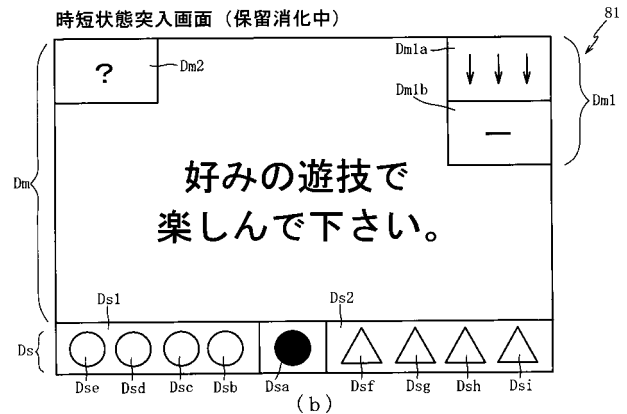 時短状態突入画面（保留消化中）
81
Dm1a
Dm2
?
Dm1b
Dm1
ー
Dm
好みの遊技で
楽しんで下さい。
Ds1
Ds2
Ds
Dse Dsd Dsc Dsb Dsa Dsf Dsg Dsh Dsi
(b)